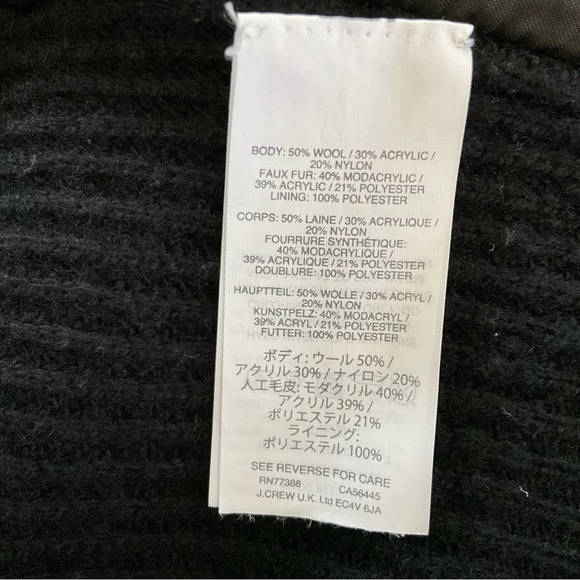 BODY: 50% WOOL / 30% ACRYLIC /
20% NYLON
FAUX FUR: 40% MODACRYLIC /
39% ACRYLIC / 21% POLYESTER
LINING: 100% POLYESTER
CORPS: 50% LAINE / 30% ACRYLIQUE /
20% NYLON
FOURRURE SYNTHÉTIQUE:
40% MODACRYLIQUE /
39% ACRYLIQUE / 21% POLYESTER
DOUBLURE: 100% POLYESTER
HAUPTTEIL: 50% WOLLE / 30% ACRYL /
20% NYLON
KUNSTPELZ: 40% MODACRYL /
39% ACRYL / 21% POLYESTER
FUTTER: 100% POLYESTER
ボディ: ウール 50% /
アクリル 30% / ナイロン 20%
人工毛皮: モダクリル 40% /
アクリル 39% /
ポリエステル 21%
ライニング:
ポリエステル 100%
SEE REVERSE FOR CARE
RN77388 CA56445
J.CREW U.K. Ltd EC4V 6JA